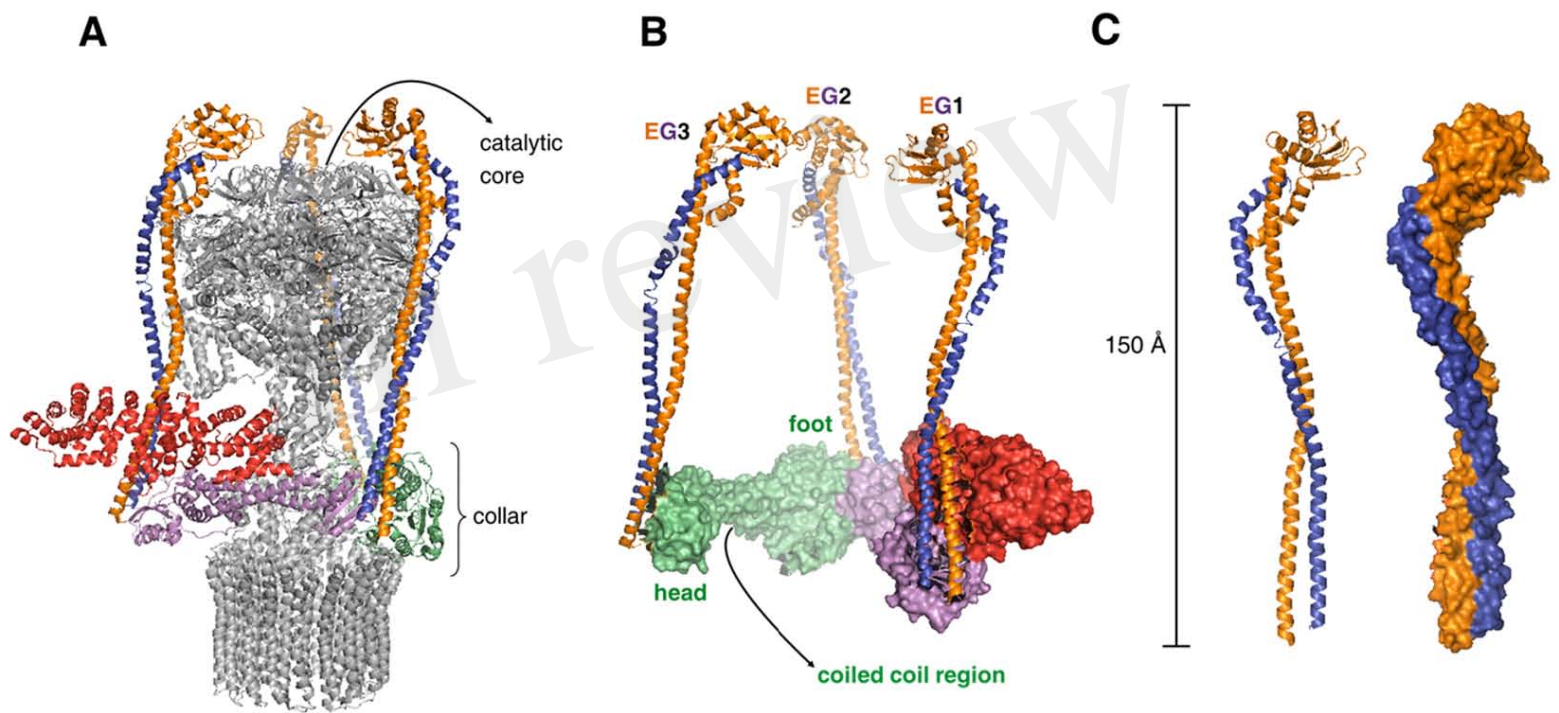 A
B
C
catalytic
core
collar
EG3
EG2
EG1
foot
head
coiled coil region
150 Å
In review